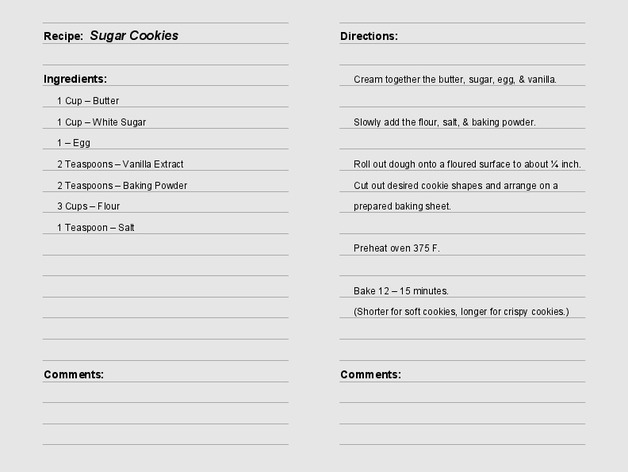 Recipe: Sugar Cookies
Ingredients:
1 Cup – Butter
1 Cup – White Sugar
1 – Egg
2 Teaspoons – Vanilla Extract
2 Teaspoons – Baking Powder
3 Cups – Flour
1 Teaspoon – Salt
Comments:
Directions:
Cream together the butter, sugar, egg, & vanilla.
Slowly add the flour, salt, & baking powder.
Roll out dough onto a floured surface to about ¼ inch.
Cut out desired cookie shapes and arrange on a
prepared baking sheet.
Preheat oven 375 F.
Bake 12 – 15 minutes.
(Shorter for soft cookies, longer for crispy cookies.)
Comments: